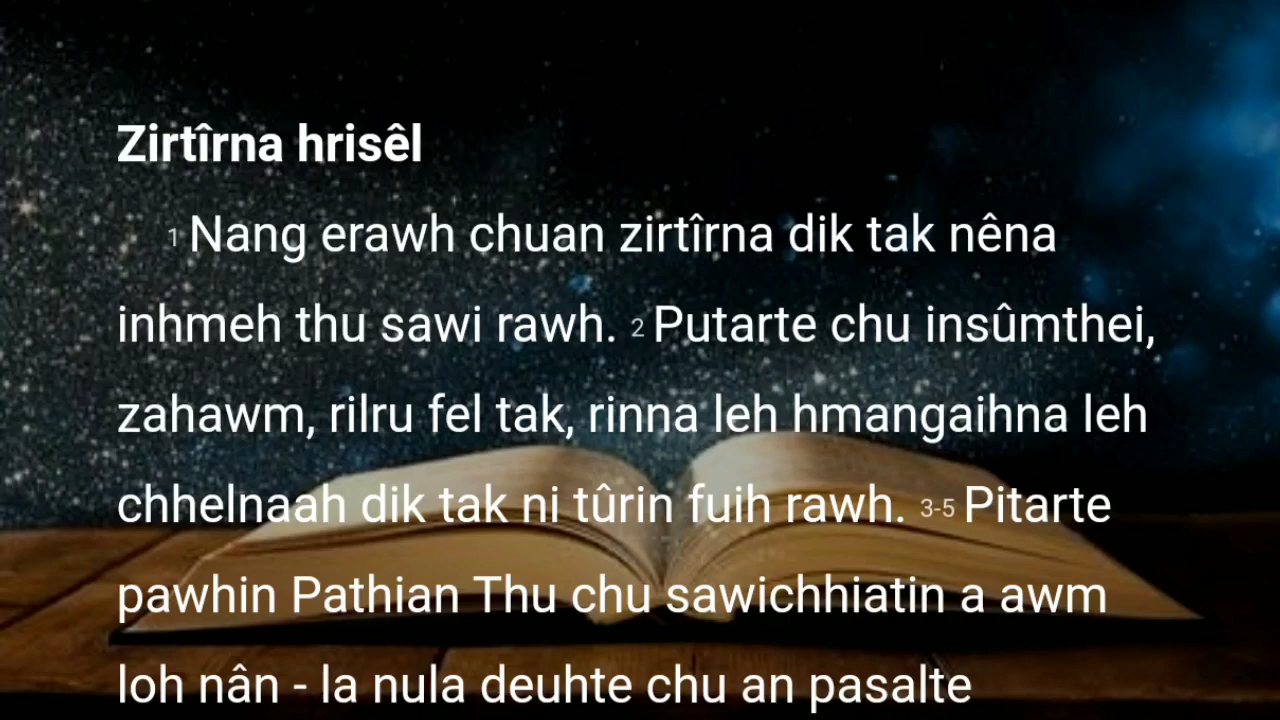 Zirtîrna hrisêl
1 Nang erawh chuan zirtîrna dik tak nêna
inhmeh thu sawi rawh. 2 Putarte chu insûmthei,
zahawm, rilru fel tak, rinna leh hmangaihna leh
chhelnaah dik tak ni tûrin fuih rawh. 3-5 Pitarte
pawhin Pathian Thu chu sawichhiatin a awm
loh nân - la nula deuhte chu an pasalte